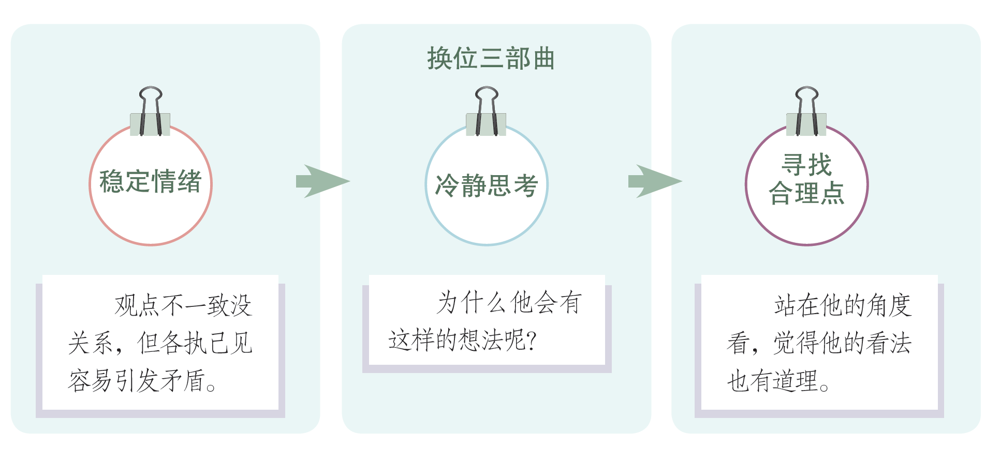 换位三部曲
稳定情绪
观点不一致没
关系，但各执己见
容易引发矛盾。
冷静思考
为什么他会有
这样的想法呢？
寻找
合理点
站在他的角度
看，觉得他的看法
也有道理。